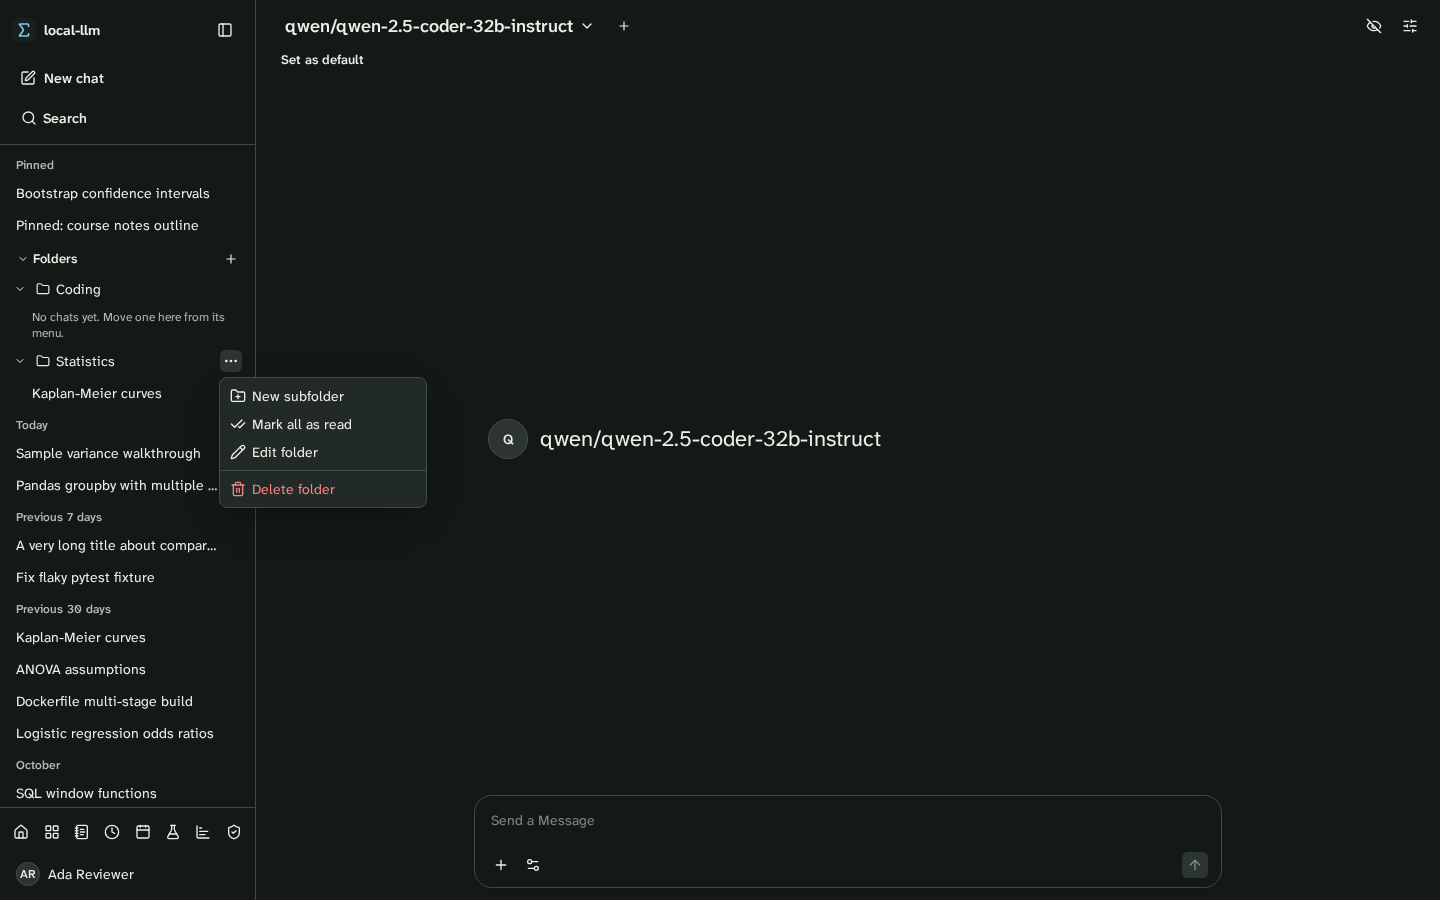 local-llm
New chat
Search
Pinned
Bootstrap confidence intervals
Pinned: course notes outline
Folders
Coding
No chats yet. Move one here from its
menu.
Statistics
Kaplan-Meier curves
Today
Sample variance walkthrough
Pandas groupby with multiple ...
Previous 7 days
A very long title about compar...
Fix flaky pytest fixture
Previous 30 days
Kaplan-Meier curves
ANOVA assumptions
Dockerfile multi-stage build
Logistic regression odds ratios
October
SQL window functions
AR
Ada Reviewer
New subfolder
Mark all as read
Edit folder
Delete folder
qwen/qwen-2.5-coder-32b-instruct
Set as default
Q
qwen/qwen-2.5-coder-32b-instruct
Send a Message